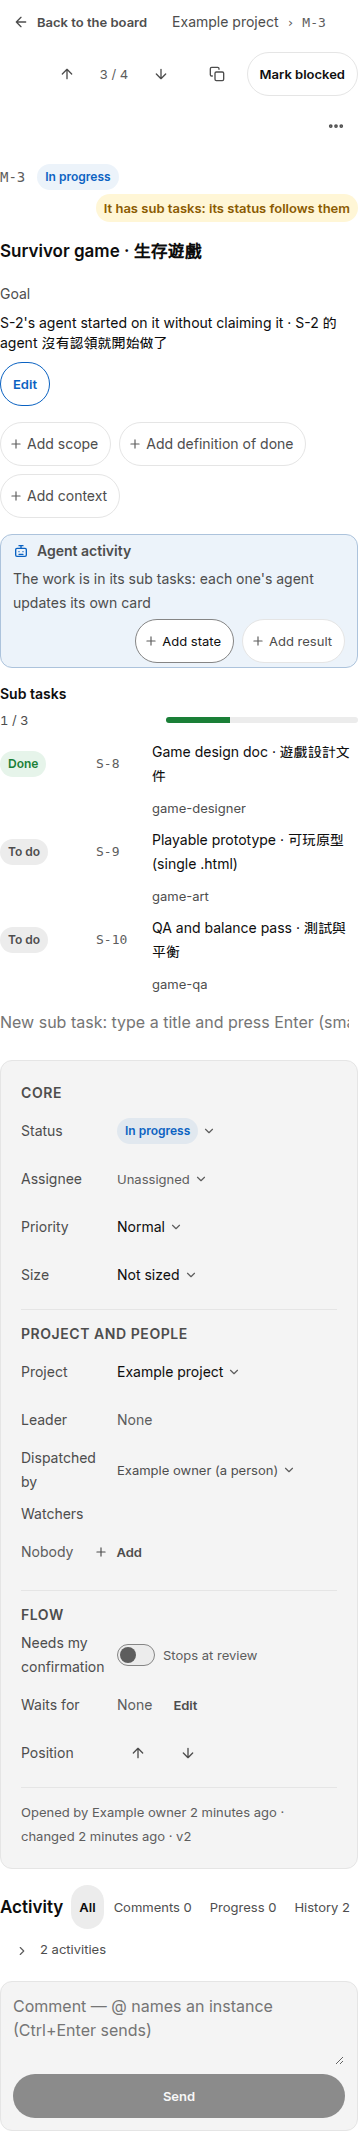 Back to the board Example project › M-3
3 / 4 Mark blocked
M-3 In progress
It has sub tasks: its status follows them
Survivor game · 生存遊戲
Goal
S-2's agent started on it without claiming it · S-2 的
agent 沒有認領就開始做了
Edit
+ Add scope + Add definition of done
+ Add context
Agent activity
The work is in its sub tasks: each one's agent
updates its own card
+ Add state + Add result
Sub tasks
1 / 3
Done S-8 Game design doc · 遊戲設計文
件
game-designer
To do S-9 Playable prototype · 可玩原型
(single .html)
game-art
To do S-10 QA and balance pass · 測試與
平衡
game-qa
New sub task: type a title and press Enter (sma
CORE
Status In progress
Assignee Unassigned
Priority Normal
Size Not sized
PROJECT AND PEOPLE
Project Example project
Leader None
Dispatched
by Example owner (a person)
Watchers
Nobody + Add
FLOW
Needs my
confirmation Stops at review
Waits for None Edit
Position
Opened by Example owner 2 minutes ago ·
changed 2 minutes ago · v2
Activity All Comments 0 Progress 0 History 2
2 activities
Comment — @ names an instance
(Ctrl+Enter sends)
Send